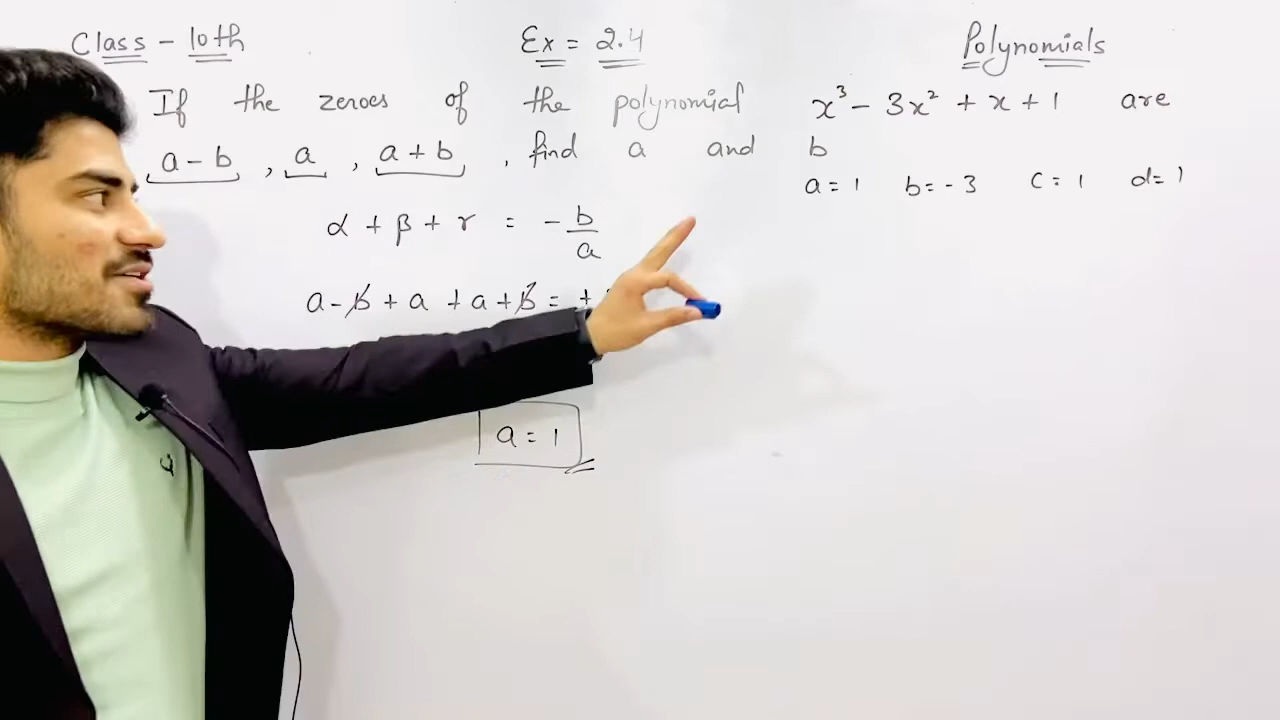 Class - 10th Ex = 2.4 Polynomials
If the zeroes of the polynomial x³ - 3x² + x + 1 are
a - b , a , a + b , find a and b
a = 1 b = - 3 c = 1 d = 1
α + β + r = - b/a
a - b + a + a + b = +
a = 1